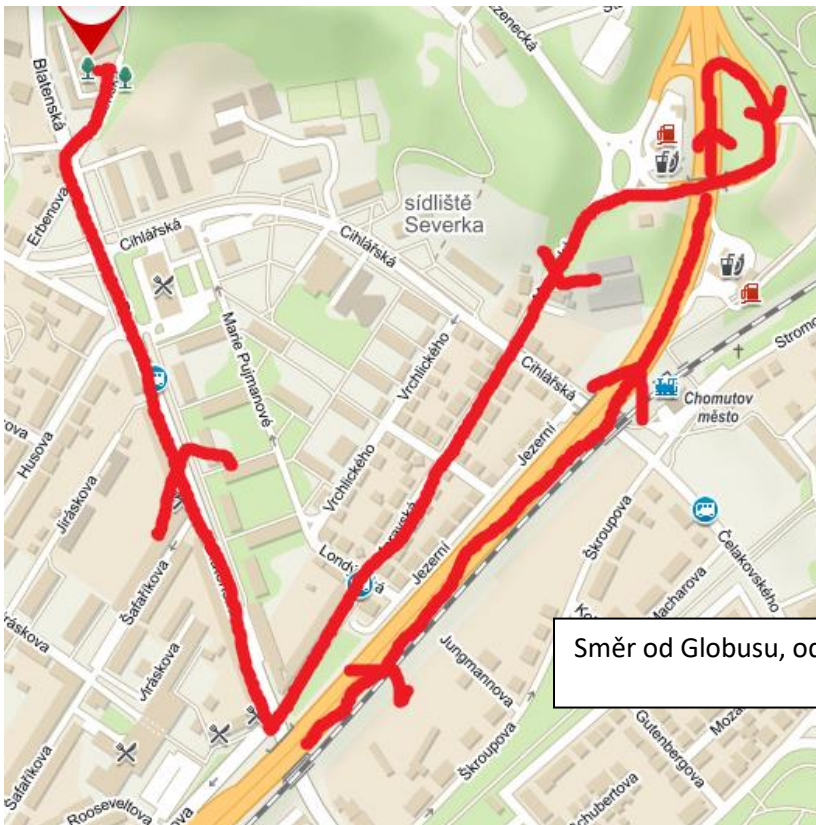 Blatenská
Erbenova
Cihlářská
sídliště
Severka
Cihlářská
Marie Pujmanové
Vrchlického
Vrchlického
Cihlářská
Jezerní
Jezerní
Chomutov
město
Husova
Jiráskova
Šafaříkova
Jiráskova
Šafaříkova
Rooseveltova
Škroupova
Čelakovského
Macharova
Jungmannova
Škroupova
Směr od Globusu, od
Gutenbergova
Schubertova